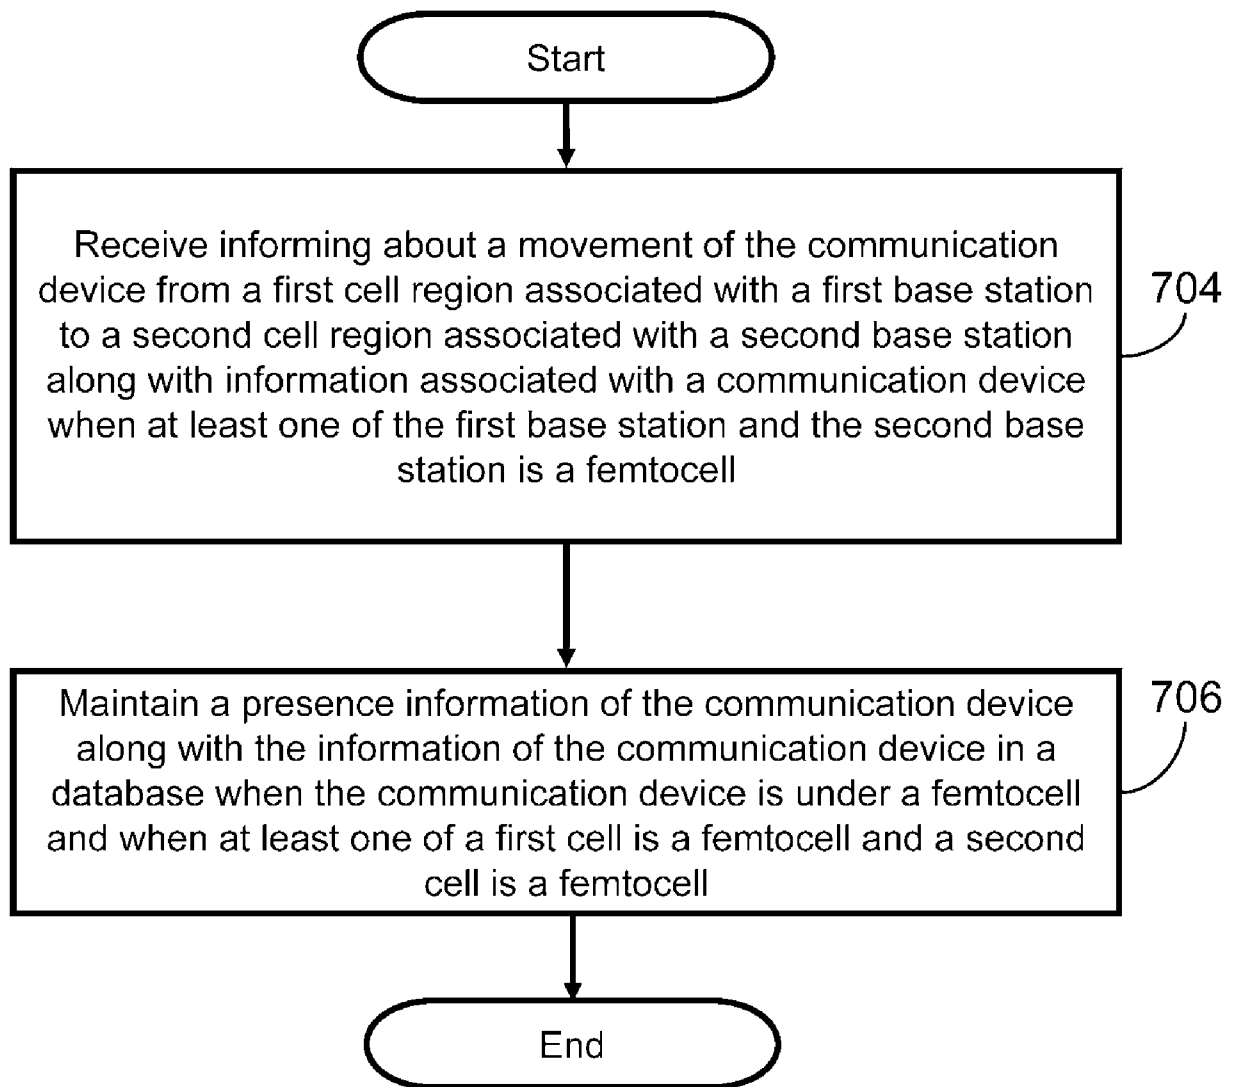 Start
Receive informing about a movement of the communication
device from a first cell region associated with a first base station
to a second cell region associated with a second base station
along with information associated with a communication device
when at least one of the first base station and the second base
station is a femtocell
704
Maintain a presence information of the communication device
along with the information of the communication device in a
database when the communication device is under a femtocell
and when at least one of a first cell is a femtocell and a second
cell is a femtocell
706
End